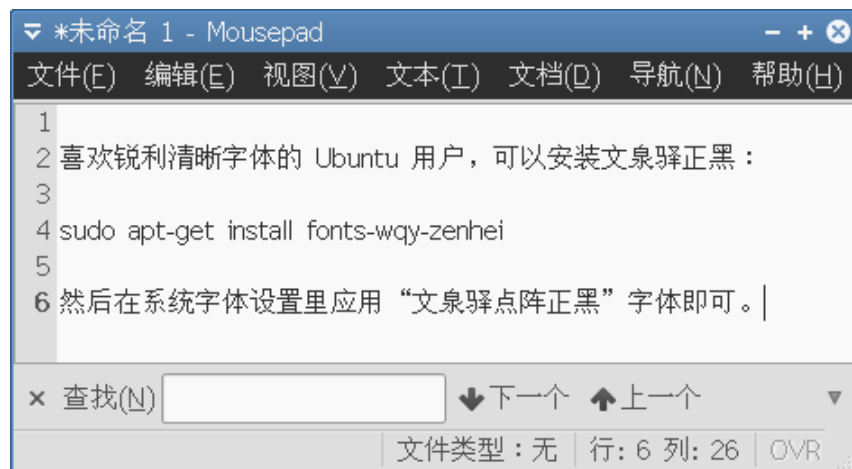 *未命名 1 - Mousepad
文件(F) 编辑(E) 视图(V) 文本(T) 文档(D) 导航(N) 帮助(H)
1
2 喜欢锐利清晰字体的 Ubuntu 用户，可以安装文泉驿正黑：
3
4 sudo apt-get install fonts-wqy-zenhei
5
6 然后在系统字体设置里应用“文泉驿点阵正黑”字体即可。
查找(N) 下一个 上一个
文件类型：无 行: 6 列: 26 OVR